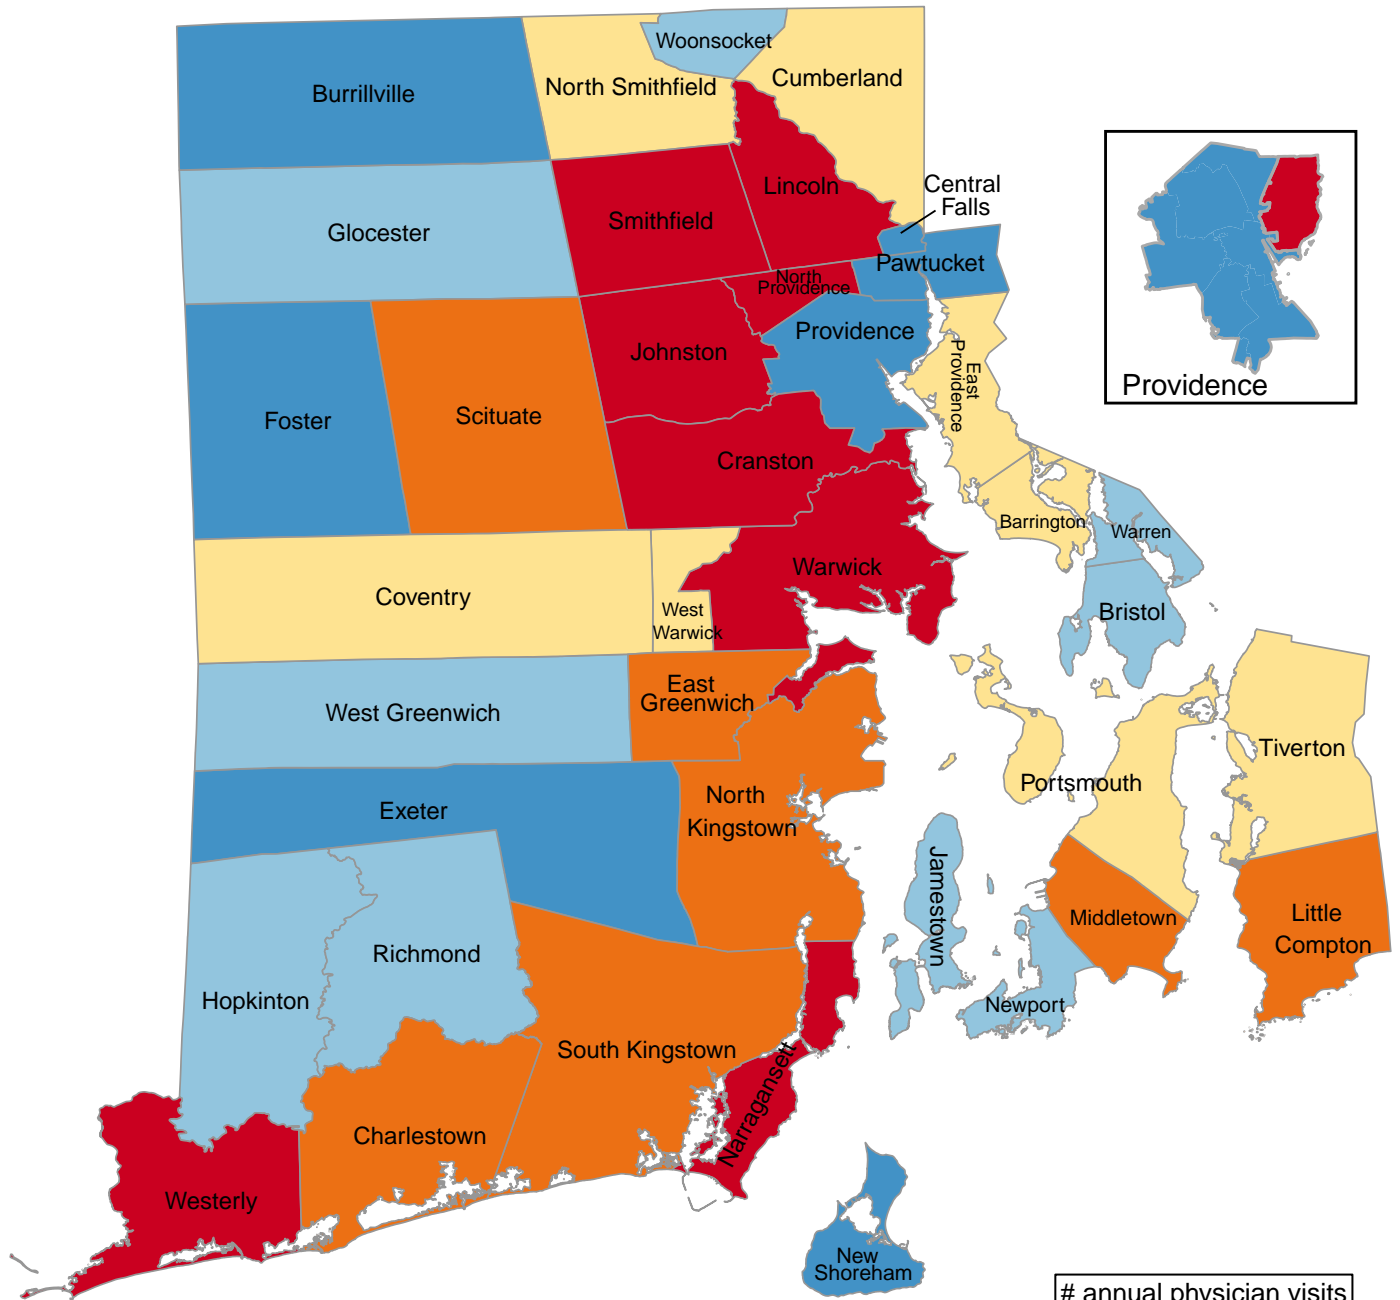 Woonsocket
Burrillville
North Smithfield
Cumberland
Lincoln
Central
Falls
Glocester
Smithfield
Pawtucket
North
Providence
Providence
Johnston
East
Providence
Providence
Foster
Scituate
Cranston
Barrington
Warren
Warwick
Coventry
West
Warwick
Bristol
West Greenwich
East
Greenwich
Tiverton
Portsmouth
Exeter
North
Kingstown
Jamestown
Middletown
Little
Compton
Richmond
Hopkinton
Newport
South Kingstown
Narragansett
Charlestown
Westerly
New
Shoreham
# annual physician visits